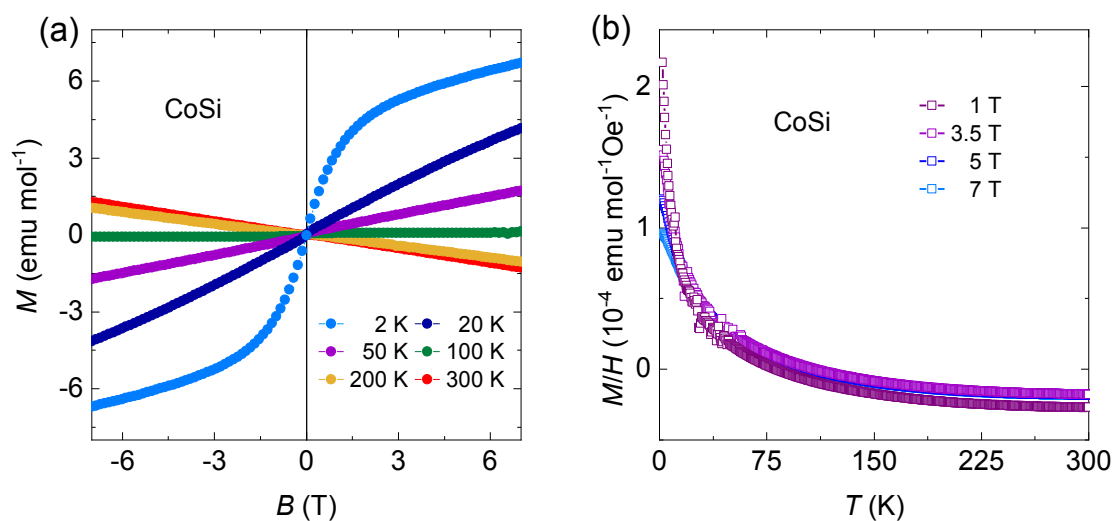 (a)
CoSi
M (emu mol⁻¹)
6
3
0
-3
-6
2 K
20 K
50 K
100 K
200 K
300 K
-6
-3
0
3
6
B (T)
(b)
CoSi
1 T
3.5 T
5 T
7 T
M/H (10⁻⁴ emu mol⁻¹Oe⁻¹)
2
1
0
0
75
150
225
300
T (K)